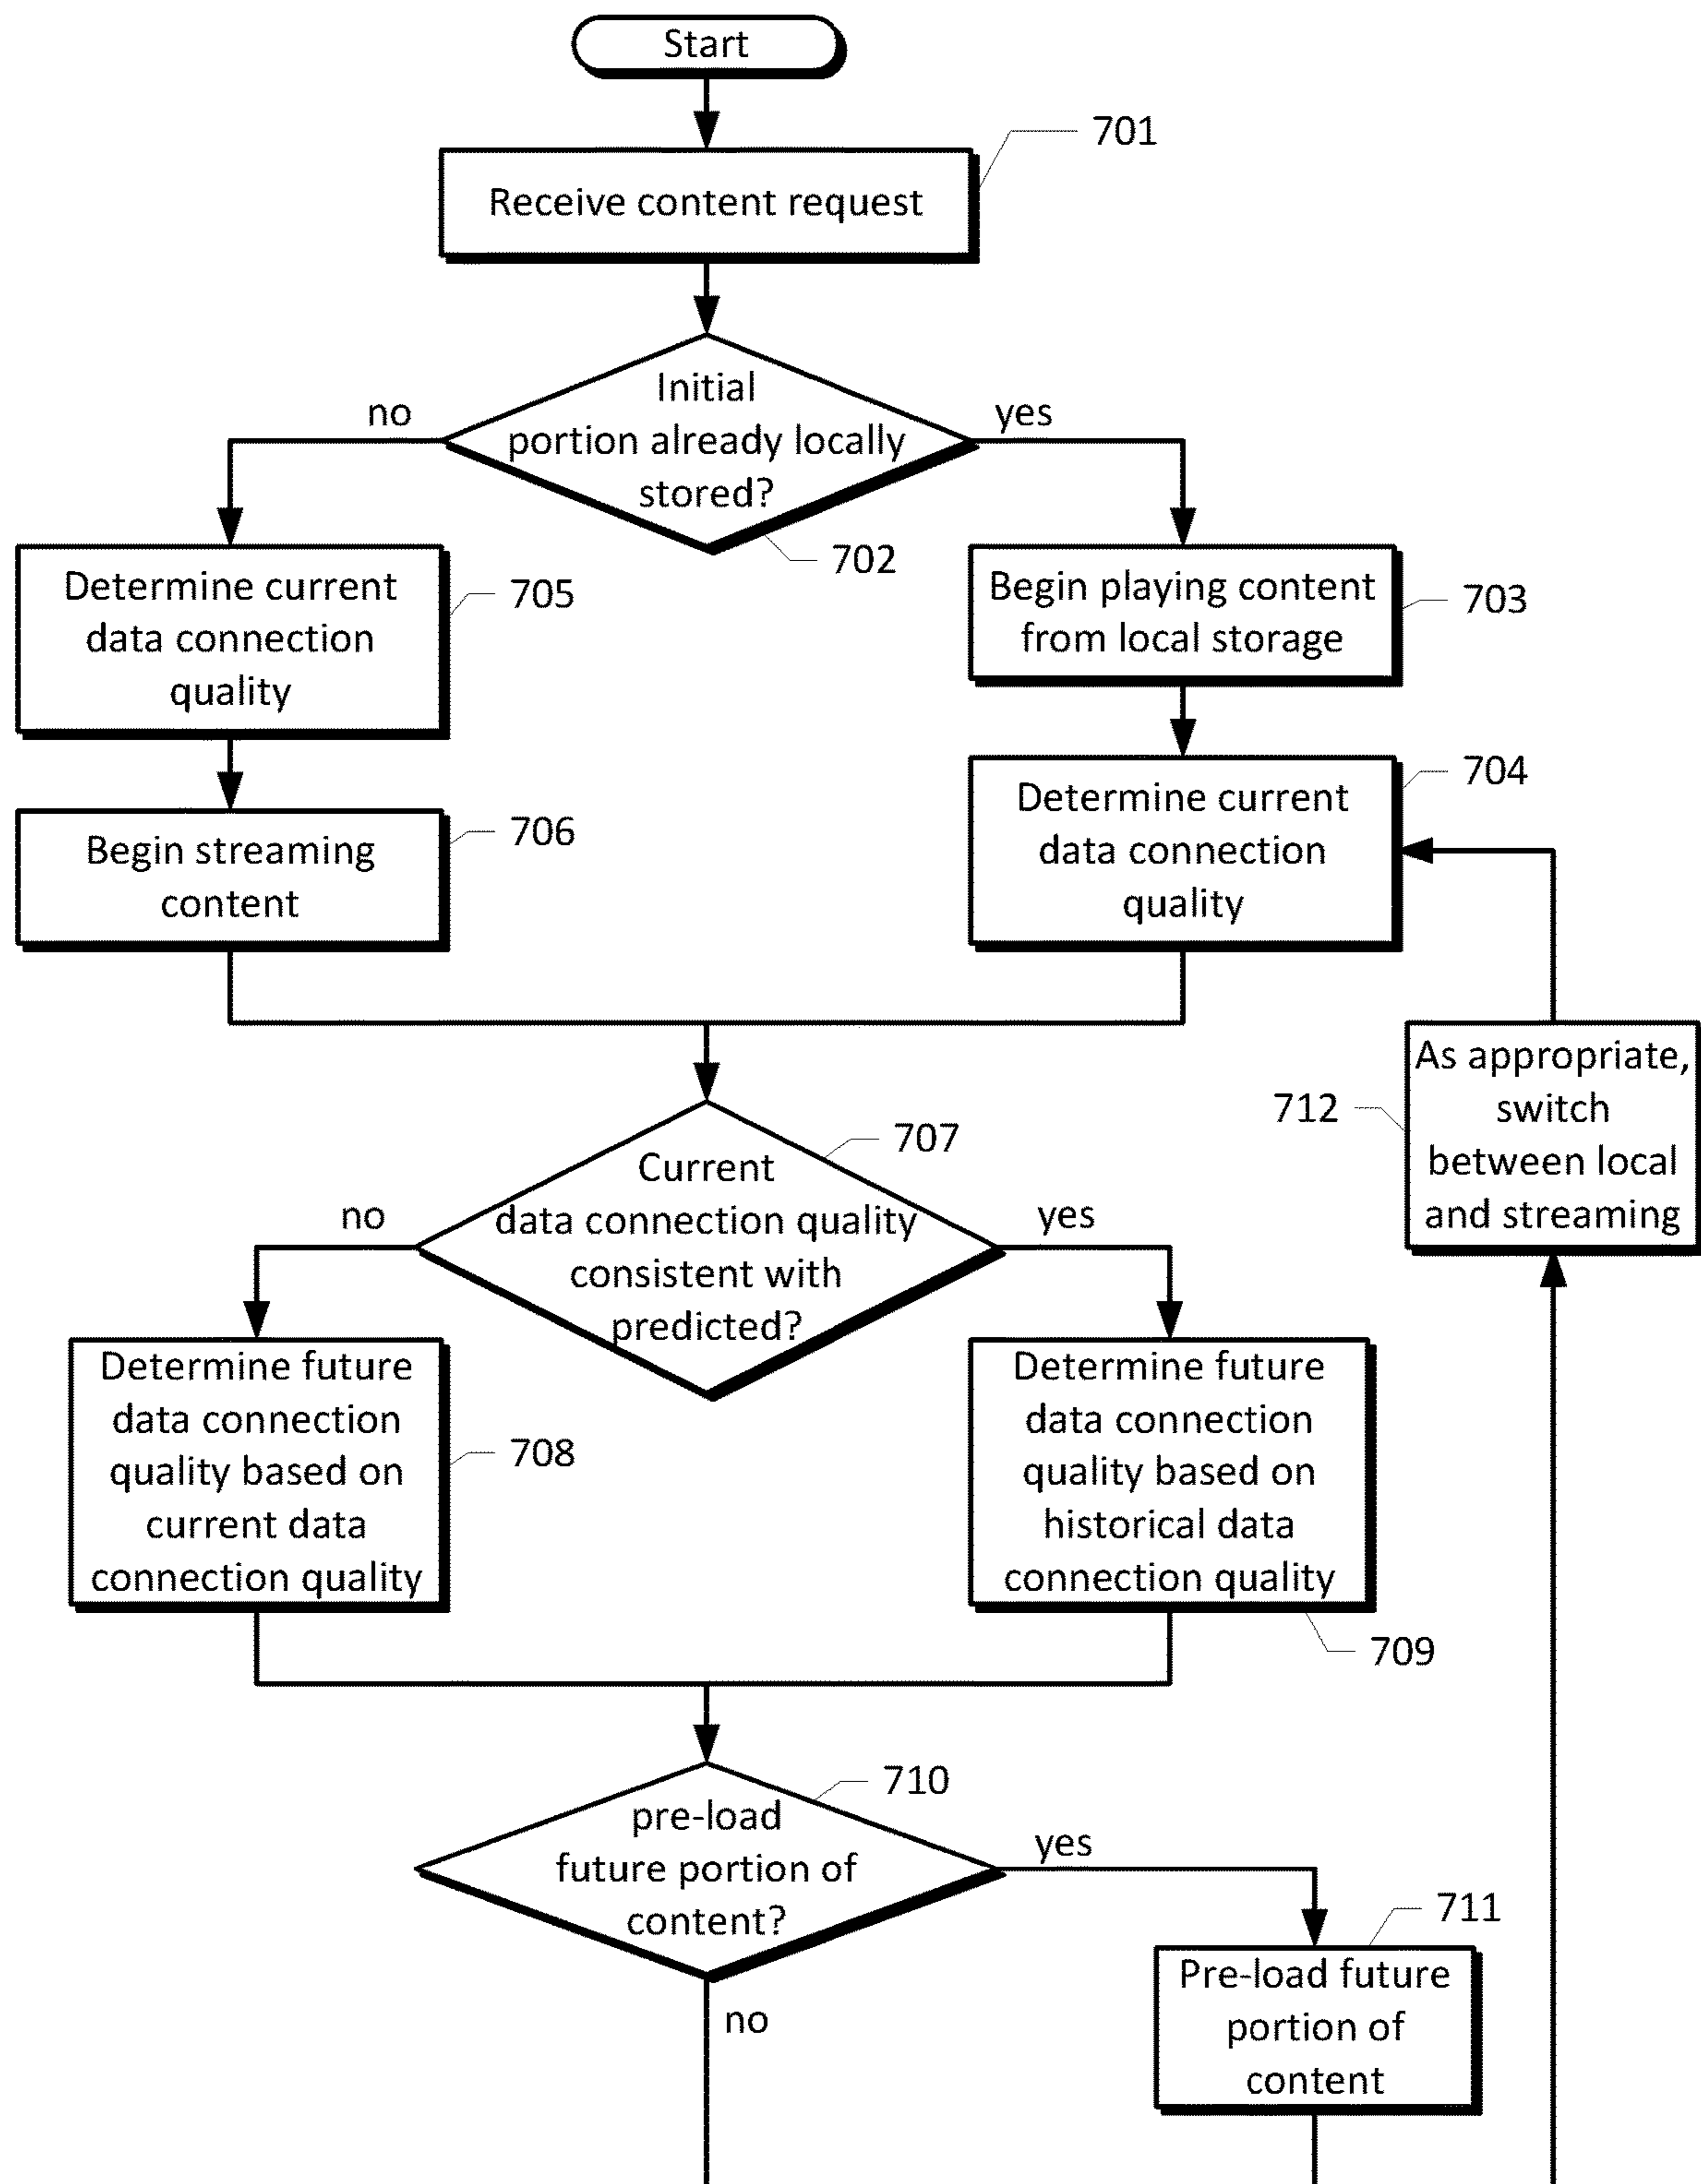 Start
701
Receive content request
Initial
portion already locally
stored?
no
yes
702
Determine current
data connection
quality
705
Begin playing content
from local storage
703
Begin streaming
content
706
Determine current
data connection
quality
704
As appropriate,
switch
between local
and streaming
712
707
Current
data connection quality
consistent with
predicted?
no
yes
Determine future
data connection
quality based on
current data
connection quality
708
Determine future
data connection
quality based on
historical data
connection quality
709
710
pre-load
future portion of
content?
yes
no
711
Pre-load future
portion of
content